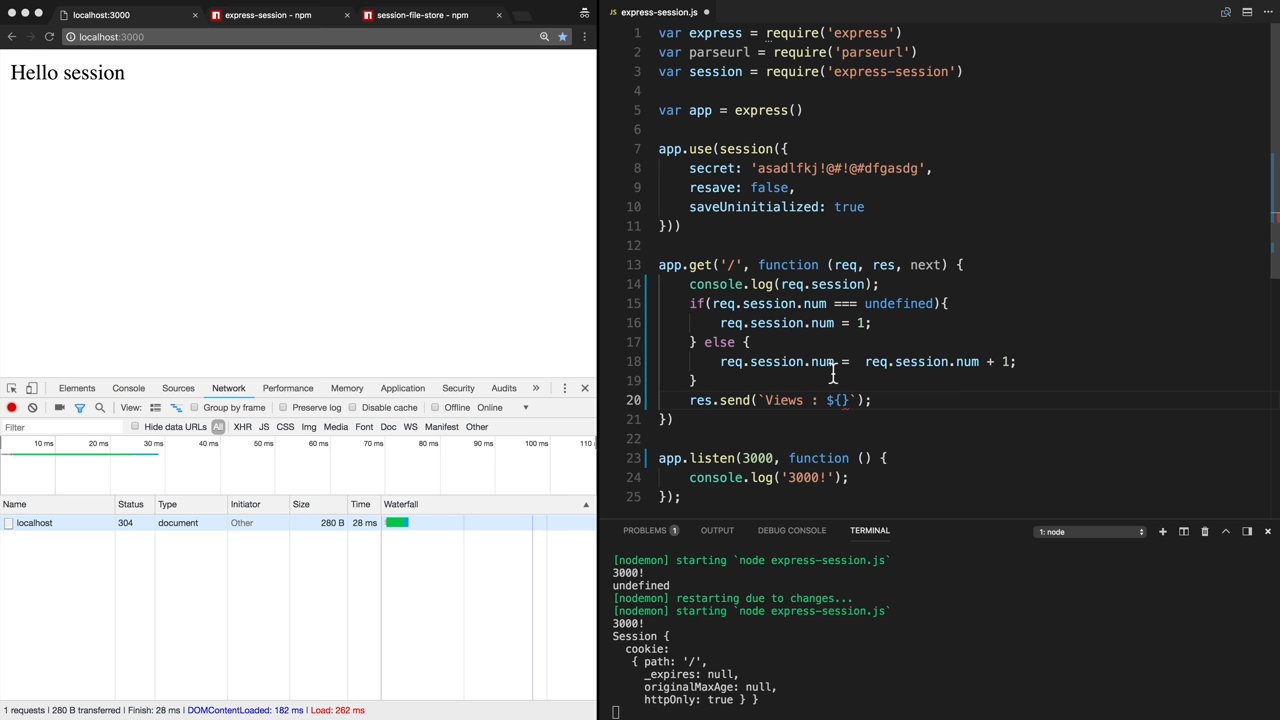 localhost:3000
express-session - npm
session-file-store - npm
localhost:3000
Hello session
Elements Console Sources Network Performance Memory Application Security Audits
View: Group by frame Preserve log Disable cache Offline Online
Filter Hide data URLs All XHR JS CSS Img Media Font Doc WS Manifest Other
10 ms 20 ms 30 ms 40 ms 50 ms 60 ms 70 ms 80 ms 90 ms 100 ms 110
Name Status Type Initiator Size Time Waterfall
localhost 304 document Other 280 B 28 ms
1 requests | 280 B transferred | Finish: 28 ms | DOMContentLoaded: 182 ms | Load: 262 ms
express-session.js
1 var express = require('express')
2 var parseurl = require('parseurl')
3 var session = require('express-session')
4
5 var app = express()
6
7 app.use(session({
8 secret: 'asadlfkj!@#!@#dfgasdg',
9 resave: false,
10 saveUninitialized: true
11 }))
12
13 app.get('/', function (req, res, next) {
14 console.log(req.session);
15 if(req.session.num === undefined){
16 req.session.num = 1;
17 } else {
18 req.session.num =  req.session.num + 1;
19 }
20 res.send(`Views : ${}`);
21 })
22
23 app.listen(3000, function () {
24 console.log('3000!');
25 });
PROBLEMS 1 OUTPUT DEBUG CONSOLE TERMINAL 1: node
[nodemon] starting `node express-session.js`
3000!
undefined
[nodemon] restarting due to changes...
[nodemon] starting `node express-session.js`
3000!
Session {
cookie:
{ path: '/',
_expires: null,
originalMaxAge: null,
httpOnly: true } }